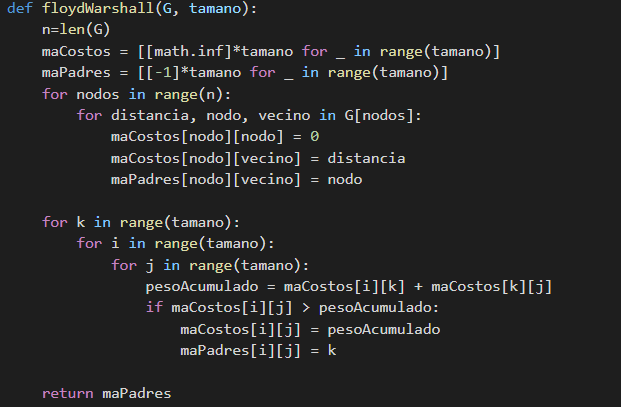 def floydWarshall(G, tamano):
    n=len(G)
    maCostos = [[math.inf]*tamano for _ in range(tamano)]
    maPadres = [[-1]*tamano for _ in range(tamano)]
    for nodos in range(n):
        for distancia, nodo, vecino in G[nodos]:
            maCostos[nodo][nodo] = 0
            maCostos[nodo][vecino] = distancia
            maPadres[nodo][vecino] = nodo

    for k in range(tamano):
        for i in range(tamano):
            for j in range(tamano):
                pesoAcumulado = maCostos[i][k] + maCostos[k][j]
                if maCostos[i][j] > pesoAcumulado:
                    maCostos[i][j] = pesoAcumulado
                    maPadres[i][j] = k

    return maPadres